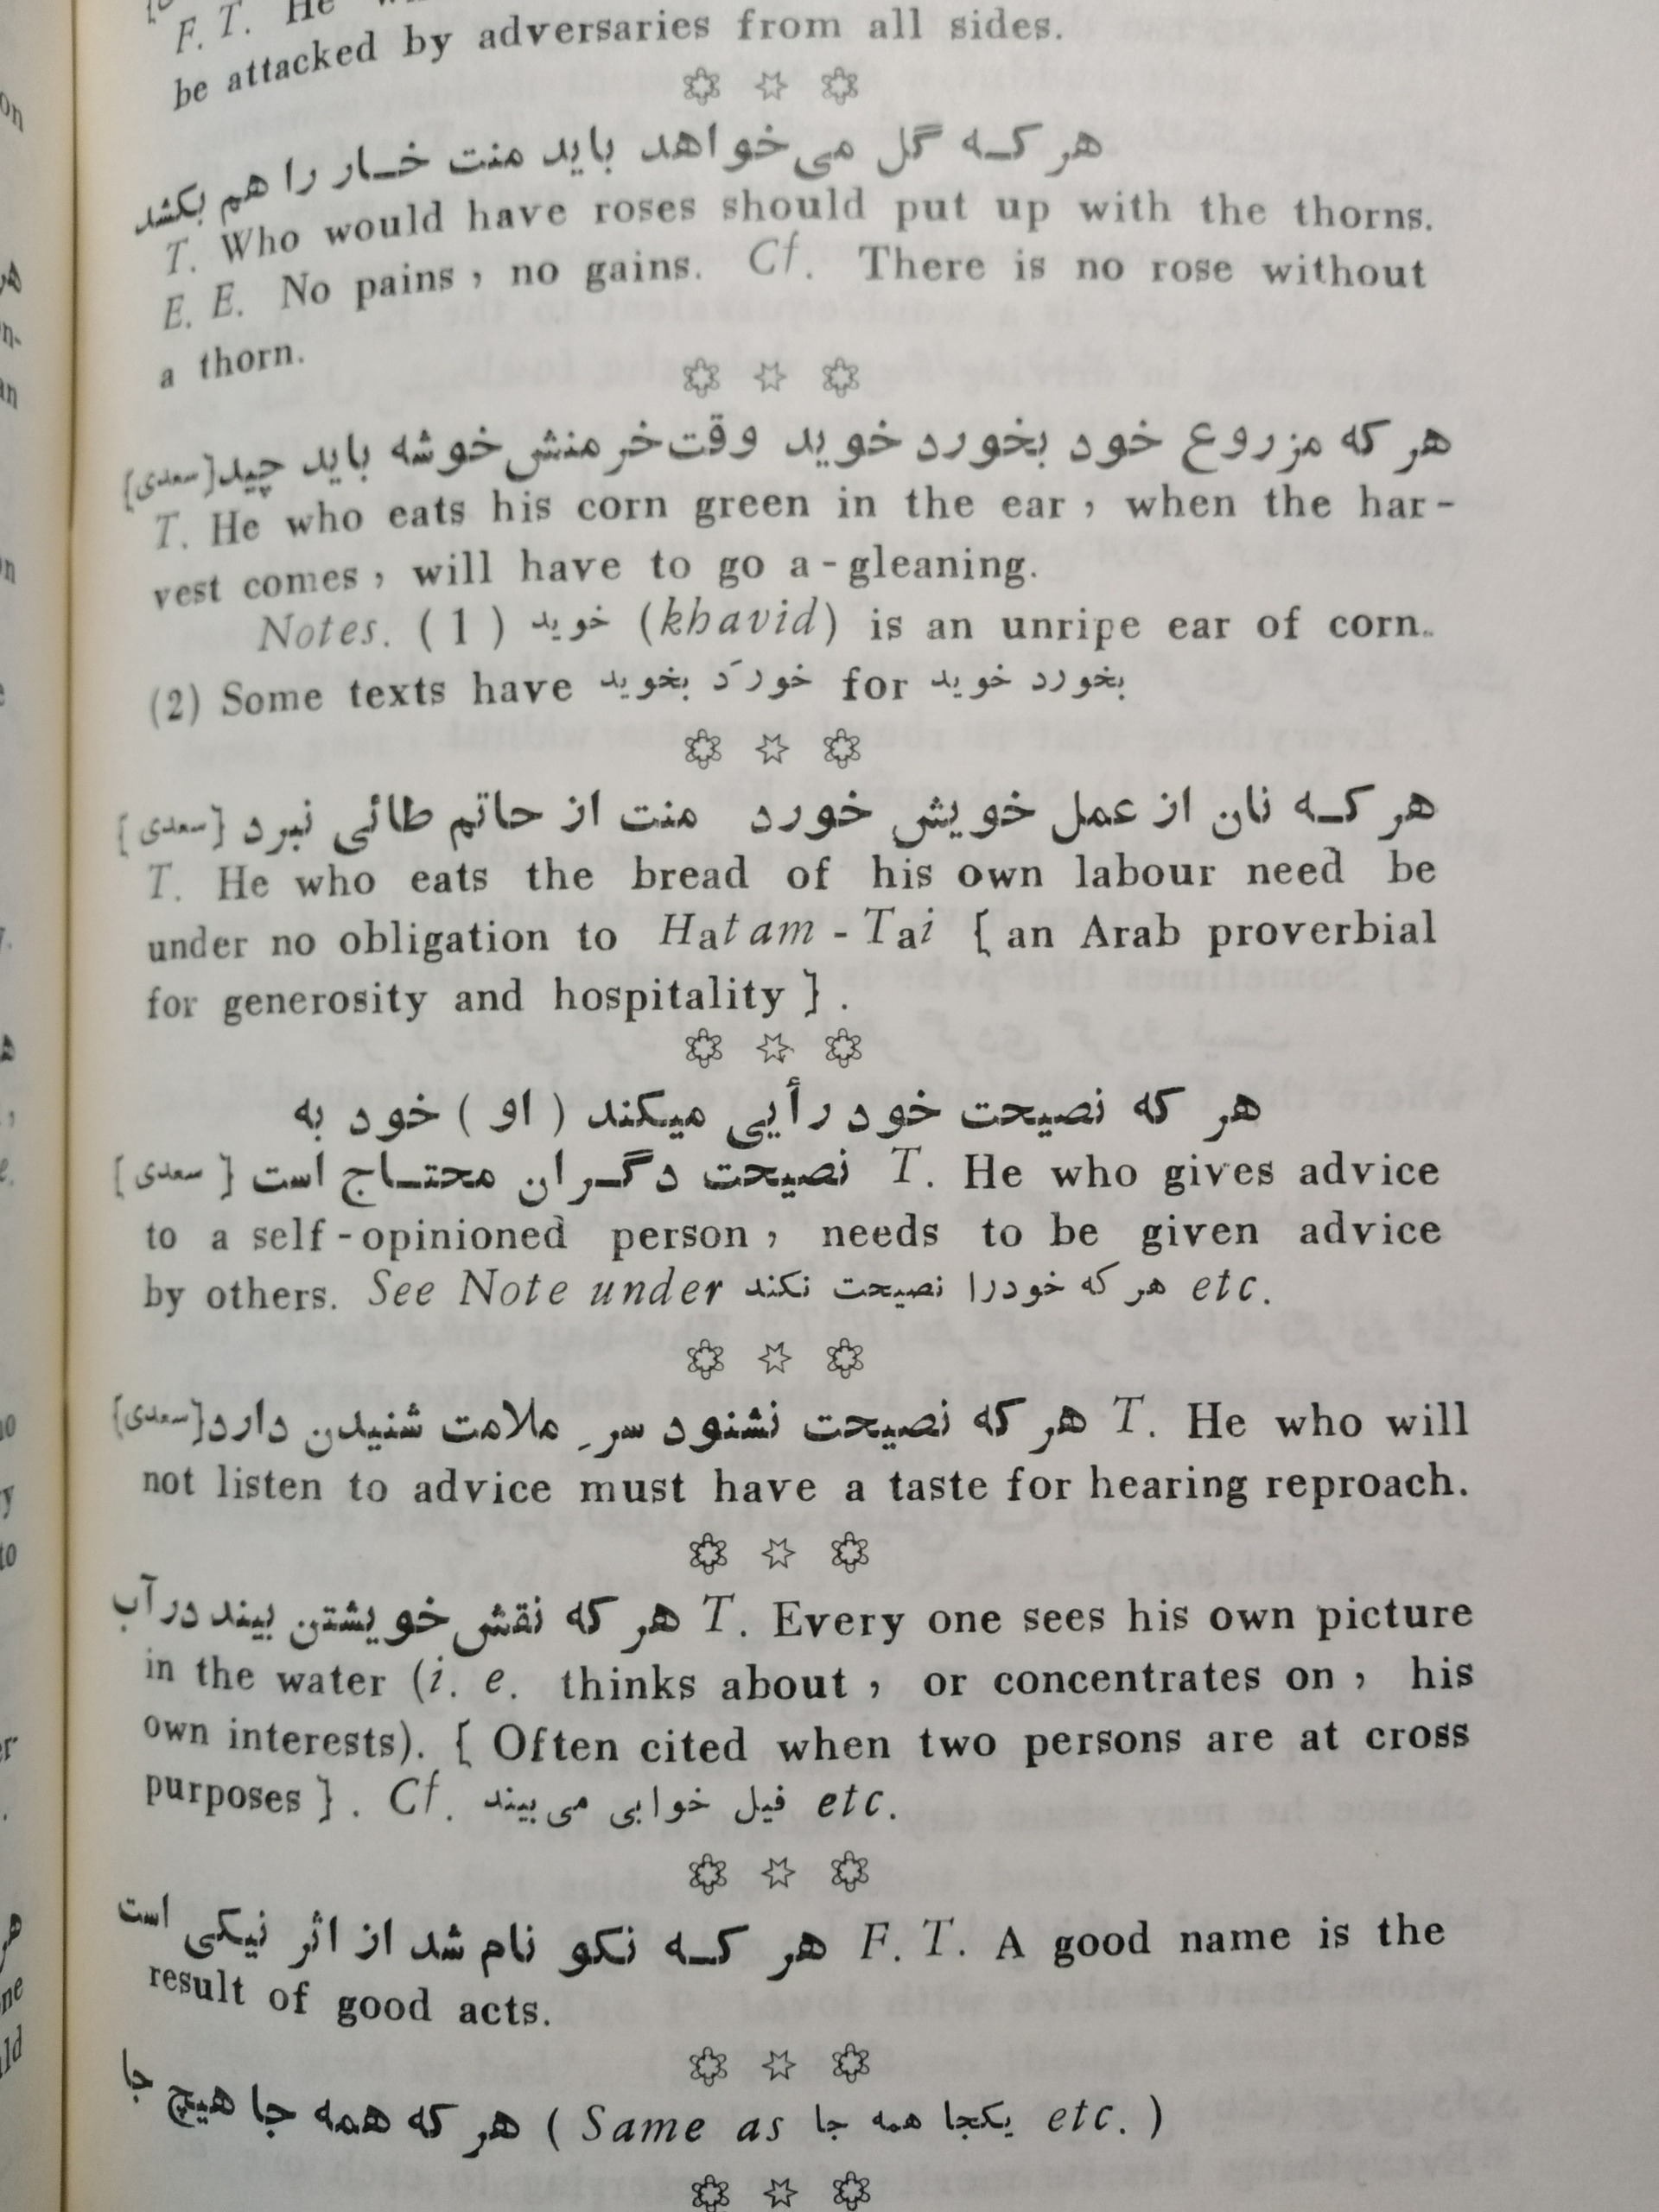 F. T. He
be attacked by adversaries from all sides.
هر کـه گل می‌خواهد باید منت خـار را هم بکشد
T. Who would have roses should put up with the thorns.
E. E. No pains, no gains. Cf. There is no rose without
a thorn.
هر که مزروع خود بخورد خوید وقت خرمنش خوشه باید چید [سعدی]
T. He who eats his corn green in the ear, when the har-
vest comes, will have to go a-gleaning.
Notes. (1) خوید (khavid) is an unripe ear of corn.
(2) Some texts have خورَد بخوید for بخورد خوید
هر کـه نان از عمل خویش خورد منت از حاتم طائی نبرد [سعدی]
T. He who eats the bread of his own labour need be
under no obligation to Hatam-Tai [an Arab proverbial
for generosity and hospitality].
هر که نصیحت خود رأیی میکند (او) خود به
نصیحت دگـران محتـاج است [سعدی] T. He who gives advice
to a self-opinioned person, needs to be given advice
by others. See Note under هر که خودرا نصیحت نکند etc.
هر که نصیحت نشنود سرِ ملامت شنیدن دارد [سعدی] T. He who will
not listen to advice must have a taste for hearing reproach.
هر که نقش خویشتن بیند در آب T. Every one sees his own picture
in the water (i. e. thinks about, or concentrates on, his
own interests). [Often cited when two persons are at cross
purposes]. Cf. فیل خوابی می‌بیند etc.
هر کـه نکو نام شد از اثر نیکی است F. T. A good name is the
result of good acts.
هر که همه جا هیچ جا (Same as یکجا همه جا etc.)